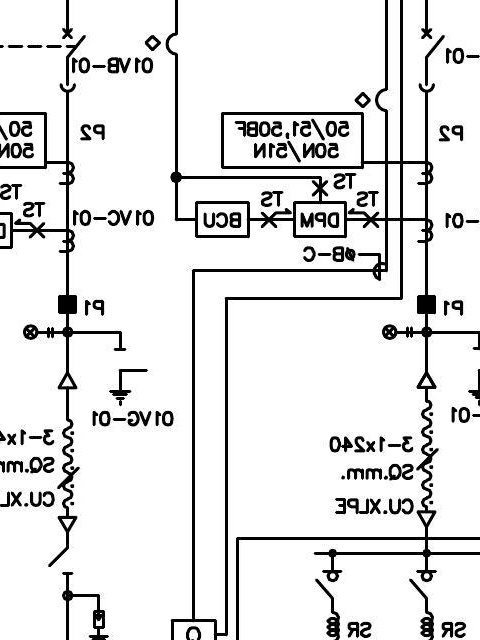 01VB-01
-01
P2
P2
50/
50N
50/51,50BF
50N/51N
TS
TS
TS
TS
TS
01VC-01
-01
BCU
DPM
ØB-C
P1
P1
01VG-01
-01
3-1x240
SQ.mm.
CU.XLPE
3-1x
SQ.m
CU.XL
SR
SR